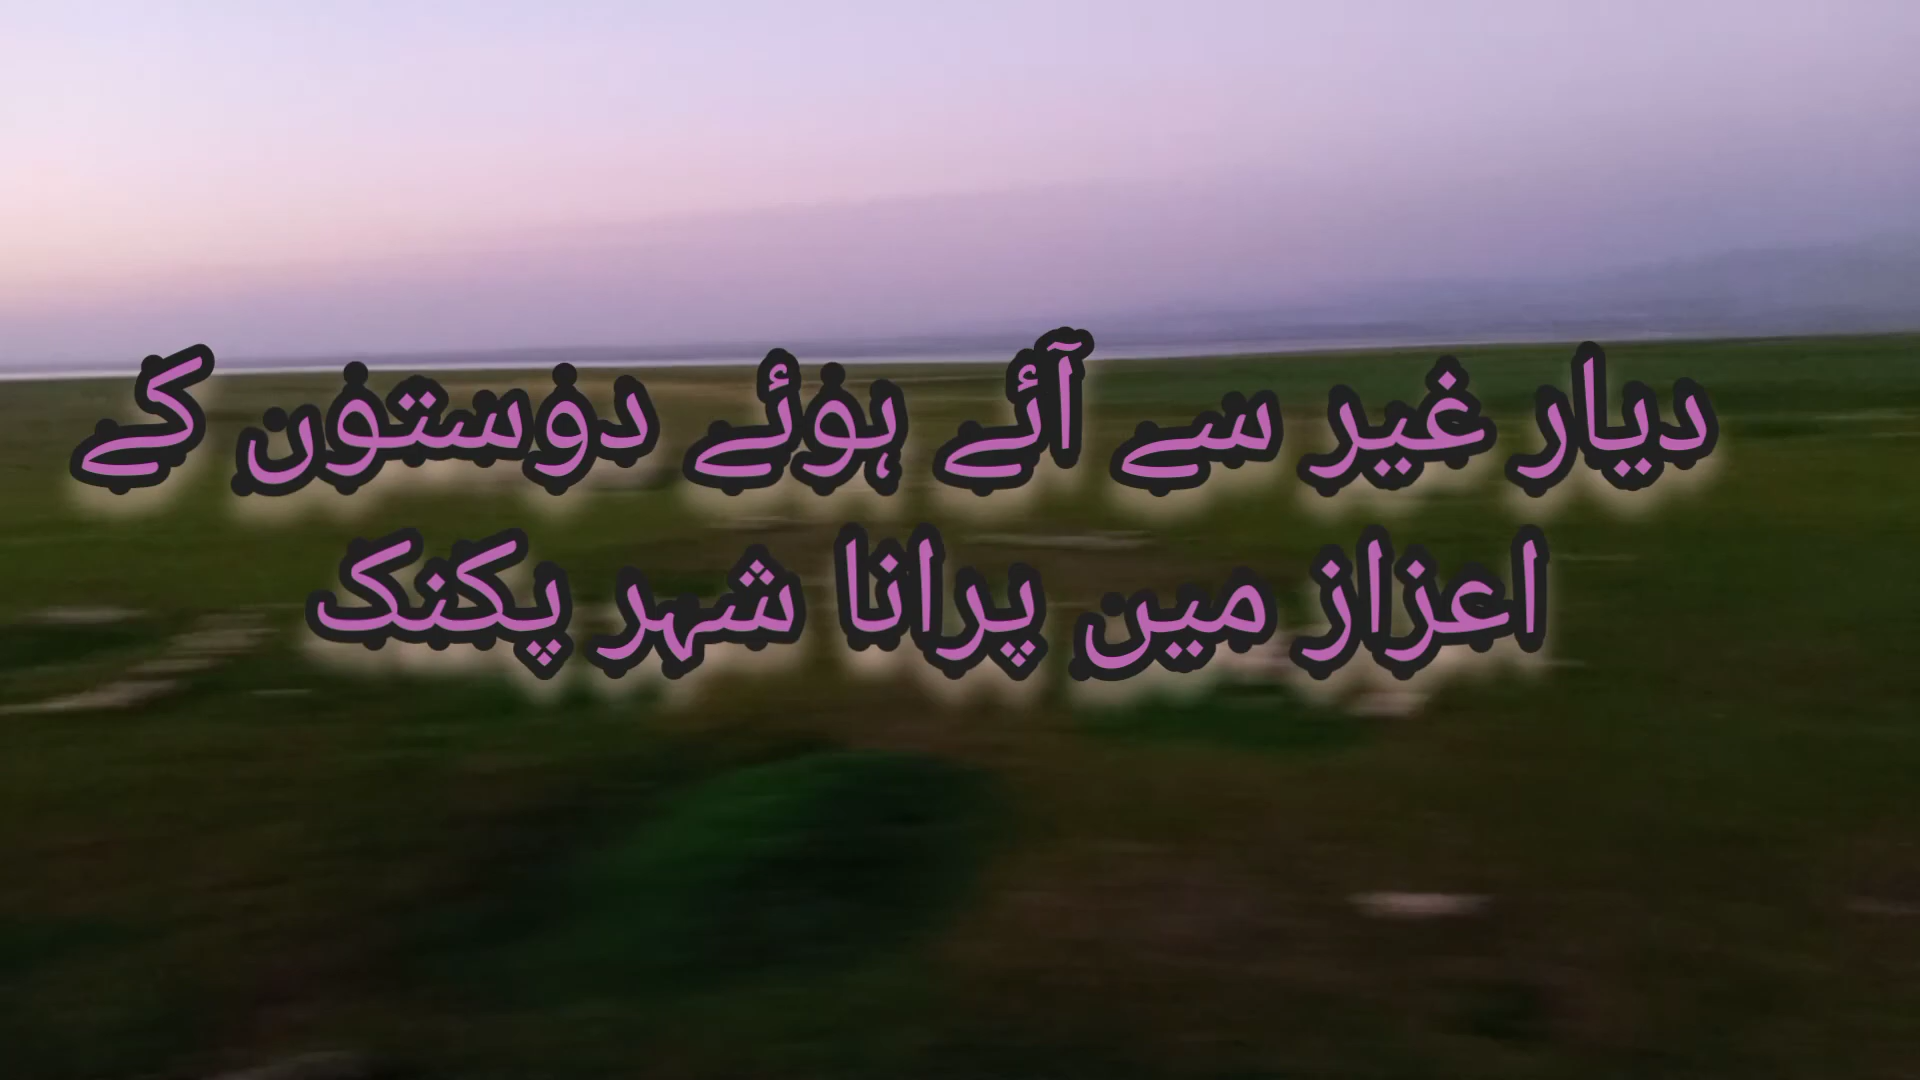 دیار غیر سے آئے ہوئے دوستون کے
اعزاز مین پرانا شہر پکنک